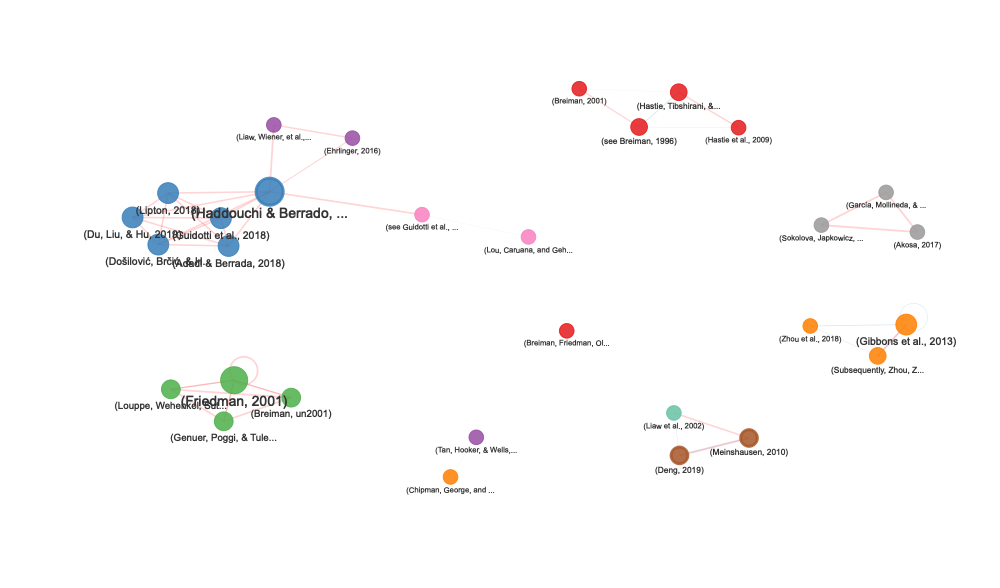 (Breiman, 2001)
(Hastie, Tibshirani, &...
(see Breiman, 1996)
(Hastie et al., 2009)
(Liaw, Wiener, et al.,...
(Ehrlinger, 2016)
(Lipton, 2018)
(Haddouchi & Berrado, ...
(Du, Liu, & Hu, 2018)
(Guidotti et al., 2018)
(Došilović, Brčić, & H...
(Adadi & Berrada, 2018)
(see Guidotti et al., ...
(Lou, Caruana, and Geh...
(García, Mollineda, & ...
(Sokolova, Japkowicz, ...
(Akosa, 2017)
(Zhou et al., 2018)
(Gibbons et al., 2013)
(Subsequently, Zhou, Z...
(Breiman, Friedman, Ol...
(Friedman, 2001)
(Louppe, Wehenkel, Sut...
(Breiman, un2001)
(Genuer, Poggi, & Tule...
(Liaw et al., 2002)
(Meinshausen, 2010)
(Deng, 2019)
(Tan, Hooker, & Wells,...
(Chipman, George, and ...